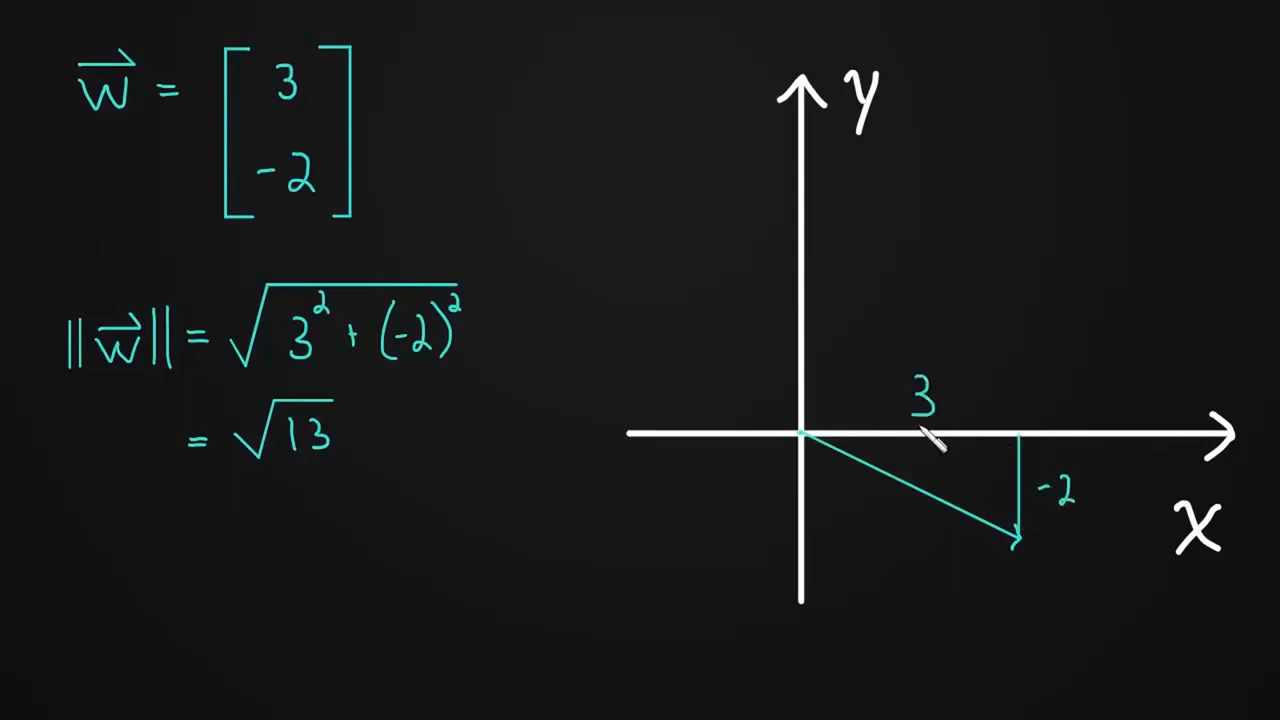 w⃗ = [ 3
-2 ]
||w⃗|| = √(3² + (-2)²)
= √13
y
3
-2
x